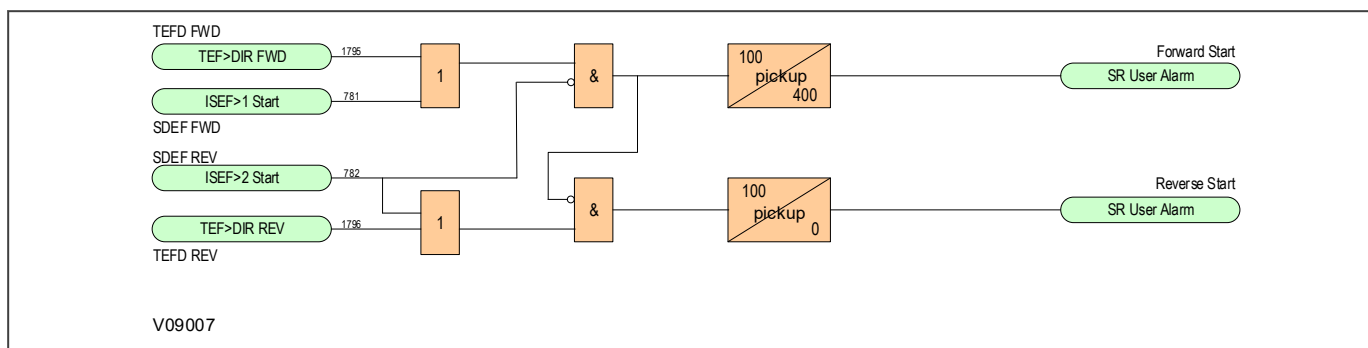 TEFD FWD
TEF>DIR FWD
1795
1
&
100
pickup
400
Forward Start
SR User Alarm
ISEF>1 Start
781
SDEF FWD
SDEF REV
ISEF>2 Start
782
1
&
100
pickup
0
Reverse Start
SR User Alarm
TEF>DIR REV
1796
TEFD REV
V09007